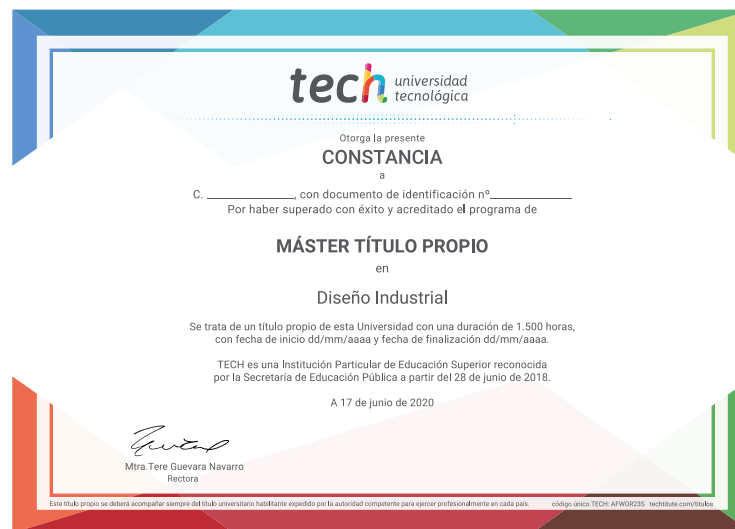 tech universidad
tecnológica
Otorga la presente
CONSTANCIA
a
C. ________________, con documento de identificación nº______________
Por haber superado con éxito y acreditado el programa de
MÁSTER TÍTULO PROPIO
en
Diseño Industrial
Se trata de un título propio de esta Universidad con una duración de 1.500 horas,
con fecha de inicio dd/mm/aaaa y fecha de finalización dd/mm/aaaa.
TECH es una Institución Particular de Educación Superior reconocida
por la Secretaría de Educación Pública a partir del 28 de junio de 2018.
A 17 de junio de 2020
Mtra.Tere Guevara Navarro
Rectora
Este título propio se deberá acompañar siempre del título universitario habilitante expedido por la autoridad competente para ejercer profesionalmente en cada país. código único TECH: AFWOR23S techtitute.com/titulos